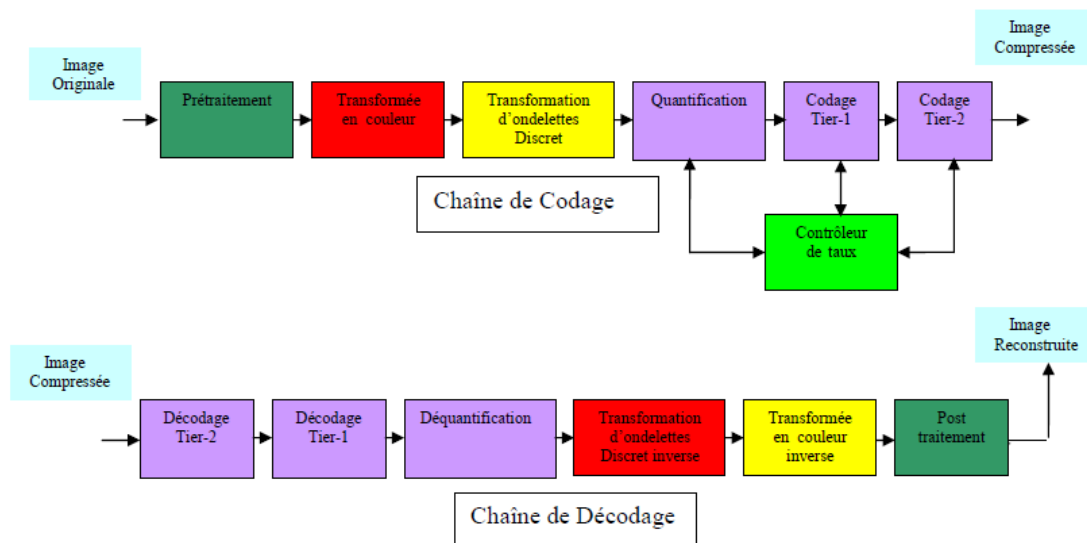 Image
Originale
Image
Compressée
Prétraitement
Transformée
en couleur
Transformation
d'ondelettes
Discret
Quantification
Codage
Tier-1
Codage
Tier-2
Chaîne de Codage
Contrôleur
de taux
Image
Compressée
Image
Reconstruite
Décodage
Tier-2
Décodage
Tier-1
Déquantification
Transformation
d'ondelettes
Discret inverse
Transformée
en couleur
inverse
Post
traitement
Chaîne de Décodage